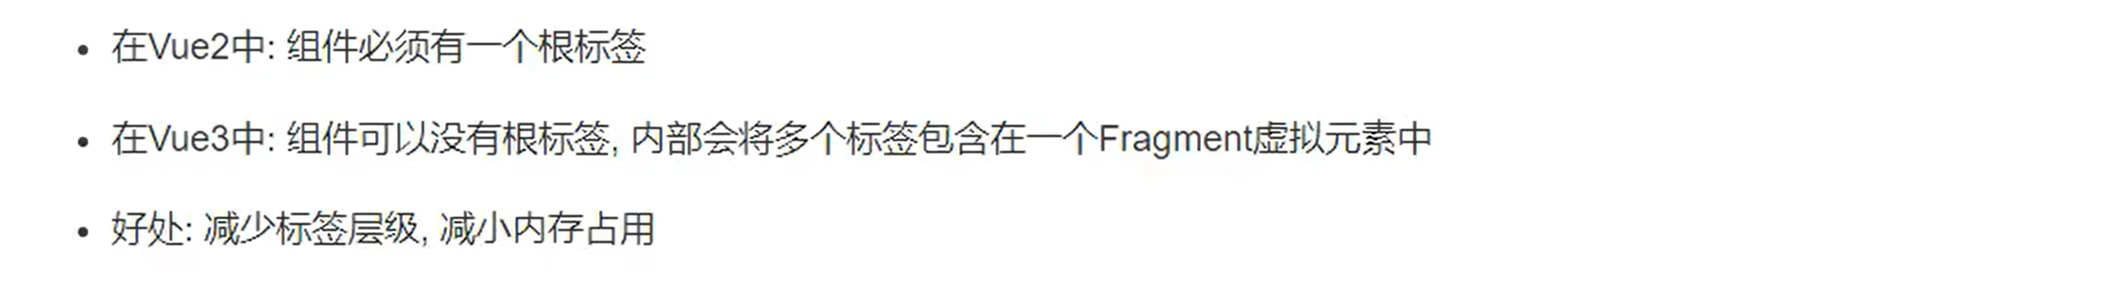 • 在Vue2中: 组件必须有一个根标签
• 在Vue3中: 组件可以没有根标签, 内部会将多个标签包含在一个Fragment虚拟元素中
• 好处: 减少标签层级, 减小内存占用